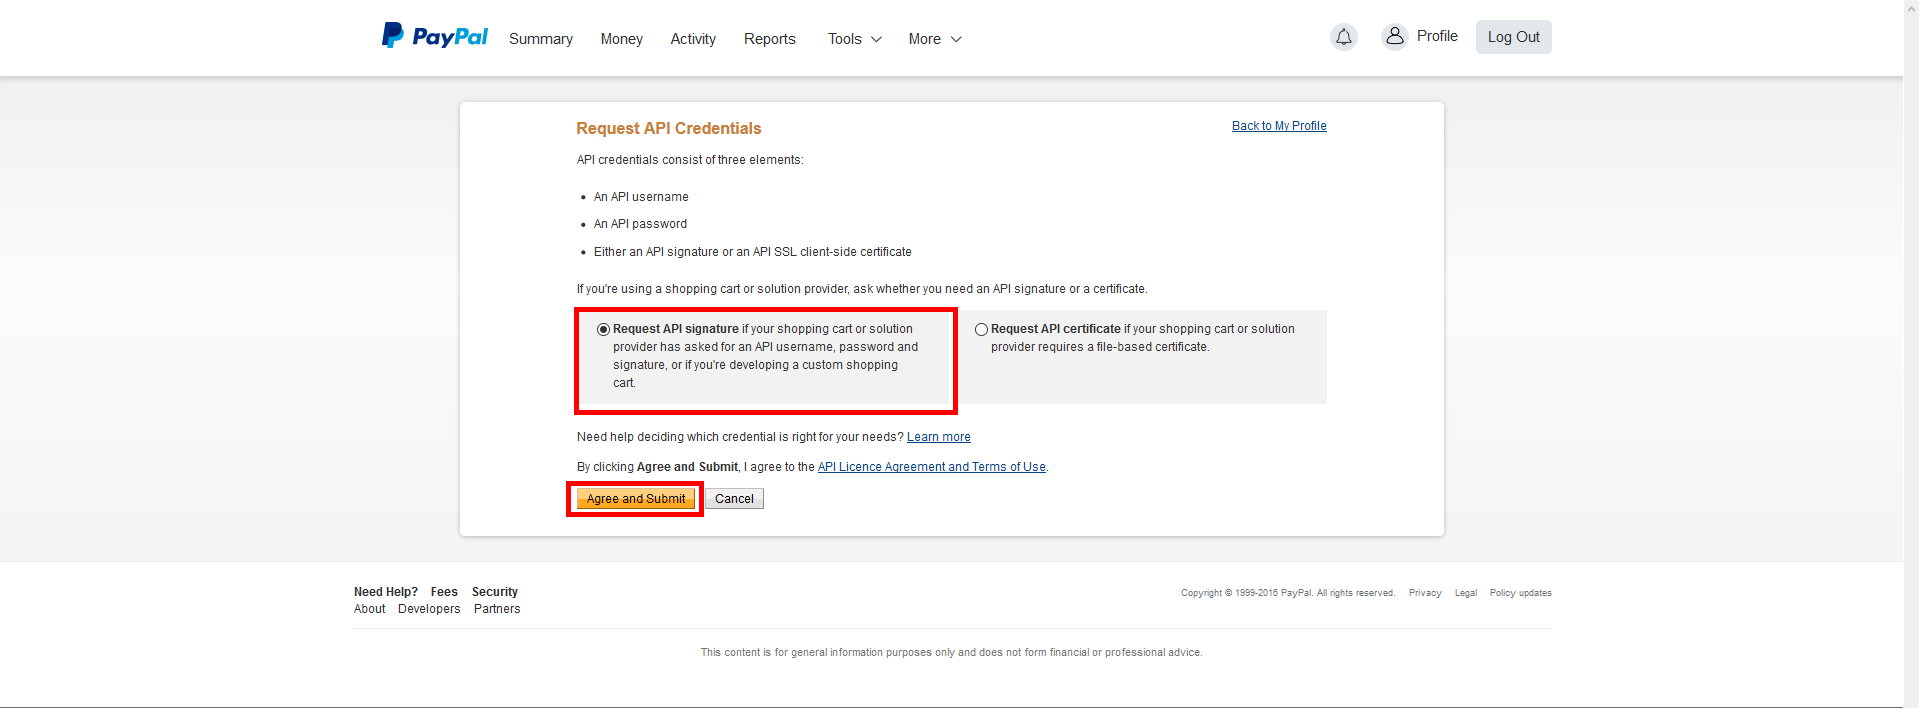 PayPal Summary Money Activity Reports Tools More Profile Log Out
Request API Credentials Back to My Profile
API credentials consist of three elements:
• An API username
• An API password
• Either an API signature or an API SSL client-side certificate
If you're using a shopping cart or solution provider, ask whether you need an API signature or a certificate.
Request API signature if your shopping cart or solution
provider has asked for an API username, password and
signature, or if you're developing a custom shopping
cart.
Request API certificate if your shopping cart or solution
provider requires a file-based certificate.
Need help deciding which credential is right for your needs? Learn more
By clicking Agree and Submit, I agree to the API Licence Agreement and Terms of Use.
Agree and Submit Cancel
Need Help? Fees Security
About Developers Partners
Copyright © 1999-2016 PayPal. All rights reserved. Privacy Legal Policy updates
This content is for general information purposes only and does not form financial or professional advice.